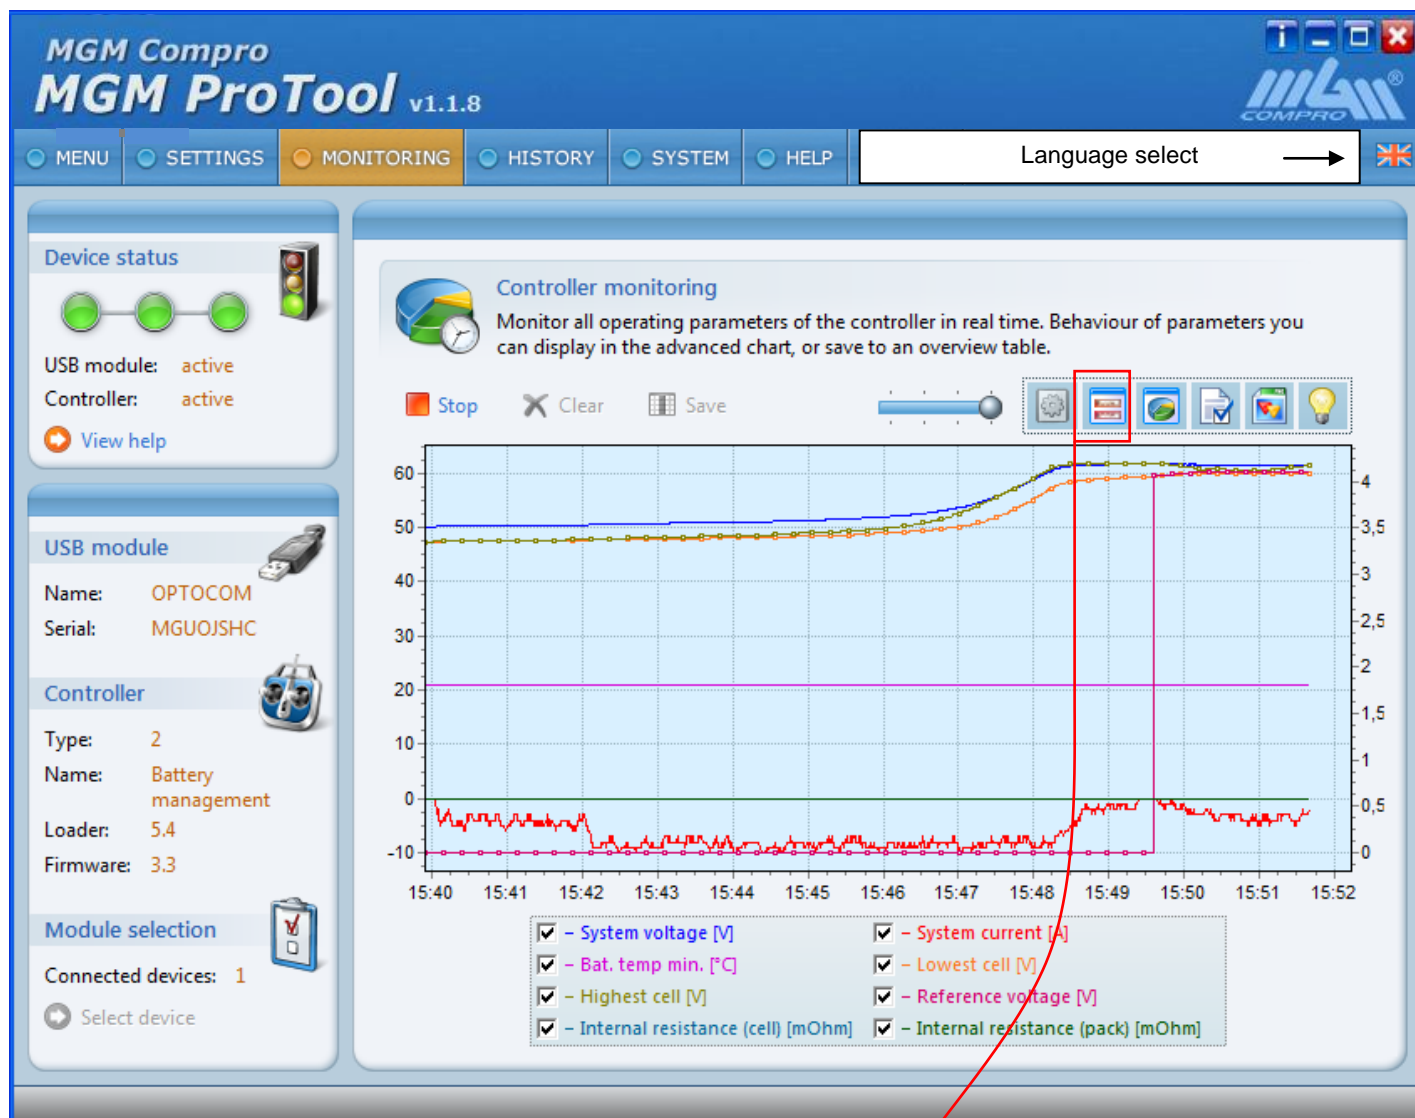 MGM Compro
MGM ProTool v1.1.8
i
mgm ®
COMPRO
MENU SETTINGS MONITORING HISTORY SYSTEM HELP Language select
Device status
USB module: active
Controller: active
View help
USB module
Name: OPTOCOM
Serial: MGUOJSHC
Controller
Type: 2
Name: Battery
management
Loader: 5.4
Firmware: 3.3
Module selection
Connected devices: 1
Select device
Controller monitoring
Monitor all operating parameters of the controller in real time. Behaviour of parameters you
can display in the advanced chart, or save to an overview table.
Stop Clear Save
60 4
50 3,5
40 3
30 2,5
2
20 1,5
10 1
0 0,5
-10 0
15:40 15:41 15:42 15:43 15:44 15:45 15:46 15:47 15:48 15:49 15:50 15:51 15:52
– System voltage [V] – System current [A]
– Bat. temp min. [°C] – Lowest cell [V]
– Highest cell [V] – Reference voltage [V]
– Internal resistance (cell) [mOhm] – Internal resistance (pack) [mOhm]